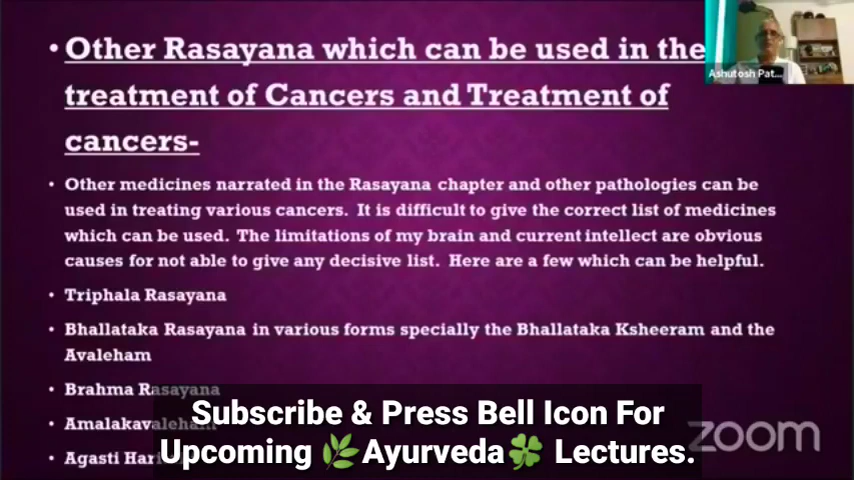 • Other Rasayana which can be used in the
treatment of Cancers and Treatment of
cancers-
Ashutosh Pat...
• Other medicines narrated in the Rasayana chapter and other pathologies can be
used in treating various cancers. It is difficult to give the correct list of medicines
which can be used. The limitations of my brain and current intellect are obvious
causes for not able to give any decisive list. Here are a few which can be helpful.
• Triphala Rasayana
• Bhallataka Rasayana in various forms specially the Bhallataka Ksheeram and the
Avaleham
• Brahma Rasayana
• Amalakavaleham
• Agasti Hari
Subscribe & Press Bell Icon For
Upcoming 🌿Ayurveda🍀 Lectures.
zoom